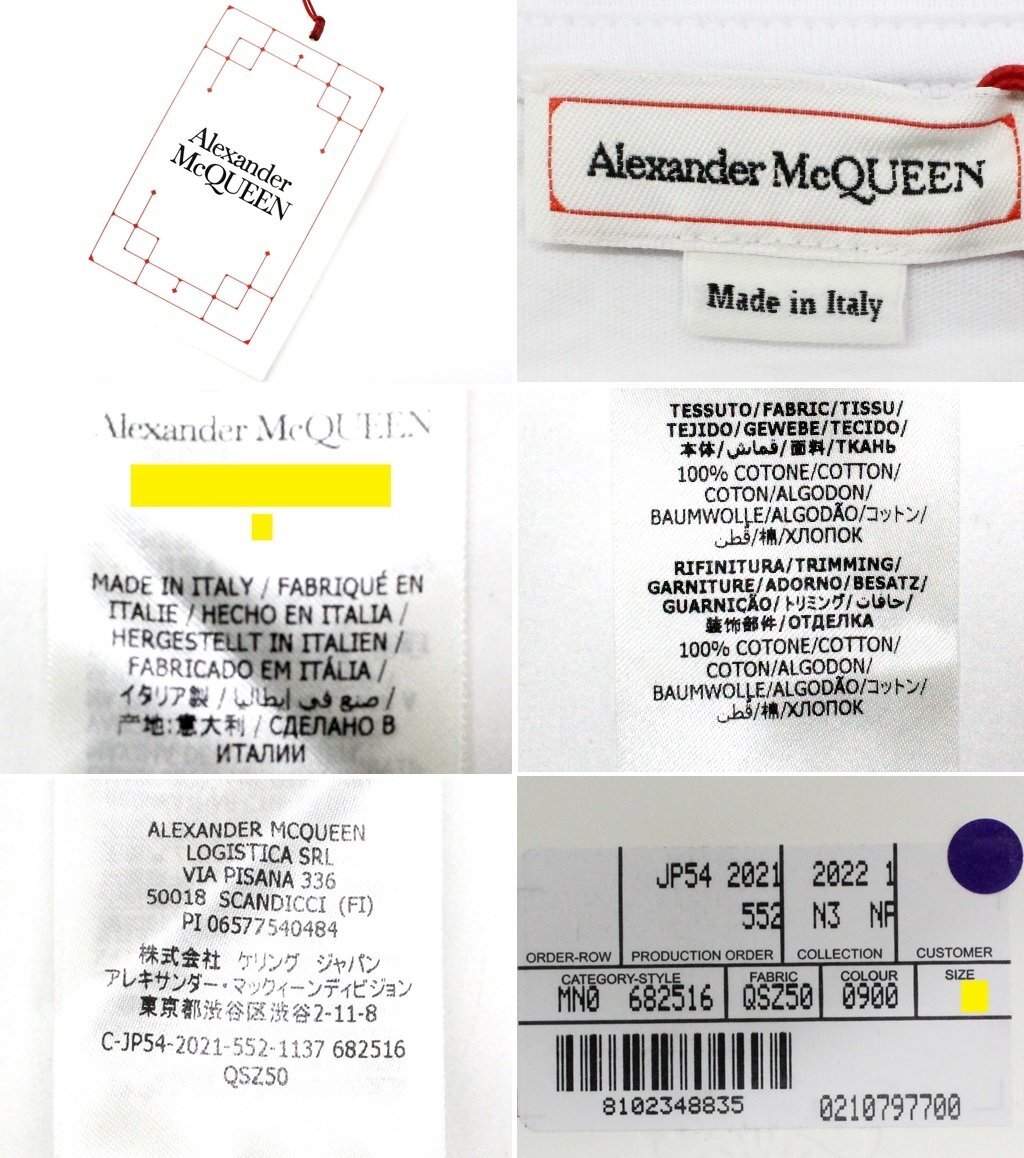 Alexander
McQUEEN
Alexander McQUEEN
Made in Italy
Alexander McQUEEN
MADE IN ITALY / FABRIQUÉ EN
ITALIE / HECHO EN ITALIA /
HERGESTELLT IN ITALIEN /
FABRICADO EM ITÁLIA /
イタリア製 / صنع في إيطاليا /
产地:意大利 / СДЕЛАНО В
ИТАЛИИ
TESSUTO/FABRIC/TISSU/
TEJIDO/GEWEBE/TECIDO/
本体/قماش/面料/ТКАНЬ
100% COTONE/COTTON/
COTON/ALGODON/
BAUMWOLLE/ALGODÃO/コットン/
قُطن/棉/ХЛОПОК
RIFINITURA/TRIMMING/
GARNITURE/ADORNO/BESATZ/
GUARNIÇÃO/トリミング/حافات/
装饰部件/ОТДЕЛКА
100% COTONE/COTTON/
COTON/ALGODON/
BAUMWOLLE/ALGODÃO/コットン/
قُطن/棉/ХЛОПОК
ALEXANDER MCQUEEN
LOGISTICA SRL
VIA PISANA 336
50018 SCANDICCI (FI)
PI 06577540484
株式会社 ケリング ジャパン
アレキサンダー・マックィーンディビジョン
東京都渋谷区渋谷2-11-8
C-JP54-2021-552-1137 682516
QSZ50
JP54 2021 2022 1
552 N3 NP
ORDER-ROW PRODUCTION ORDER COLLECTION CUSTOMER
CATEGORY-STYLE FABRIC COLOUR SIZE
MN0 682516 QSZ50 0900
8102348835
0210797700